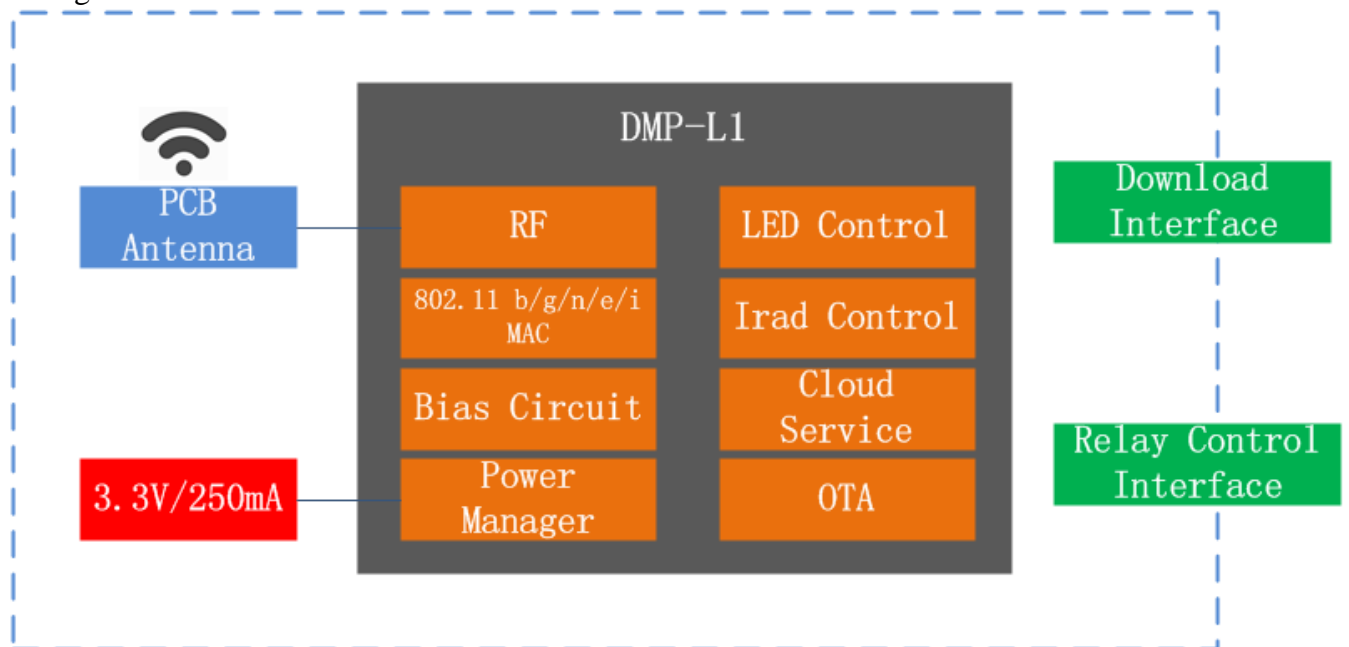 DMP-L1
PCB
Antenna
RF
LED Control
Download
Interface
802.11 b/g/n/e/i
MAC
Irad Control
Bias Circuit
Cloud
Service
Relay Control
Interface
3.3V/250mA
Power
Manager
OTA